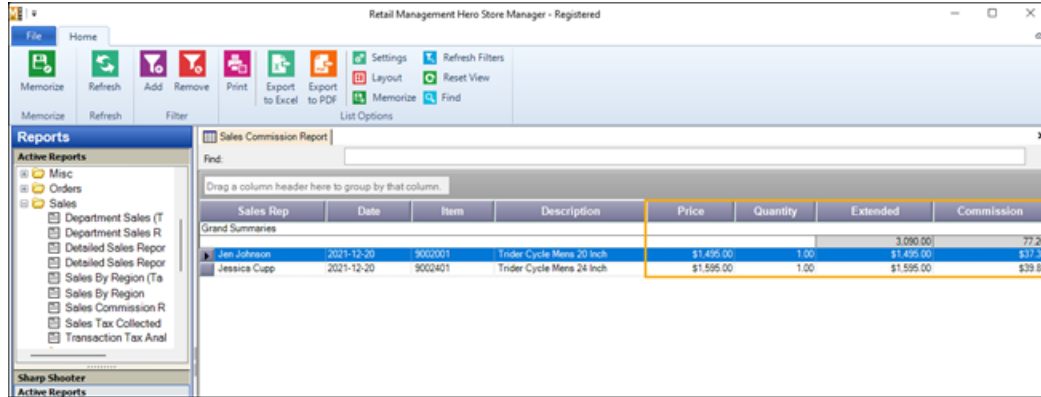 Retail Management Hero Store Manager - Registered
File Home
Memorize Refresh Add Remove Print Export to Excel Export to PDF
Settings Refresh Filters
Layout Reset View
Memorize Find
Memorize Refresh Filter List Options
Reports
Active Reports
Misc
Orders
Sales
Department Sales (T
Department Sales R
Detailed Sales Repor
Detailed Sales Repor
Sales By Region (Ta
Sales By Region
Sales Commission R
Sales Tax Collected
Transaction Tax Anal
Sharp Shooter
Active Reports
Sales Commission Report
Find:
Drag a column header here to group by that column.
Sales Rep Date Item Description Price Quantity Extended Commission
Grand Summaries
3,090.00 77.2
Jen Johnson 2021-12-20 9002001 Trider Cycle Mens 20 Inch $1,495.00 1.00 $1,495.00 $37.3
Jessica Cupp 2021-12-20 9002401 Trider Cycle Mens 24 Inch $1,595.00 1.00 $1,595.00 $39.8